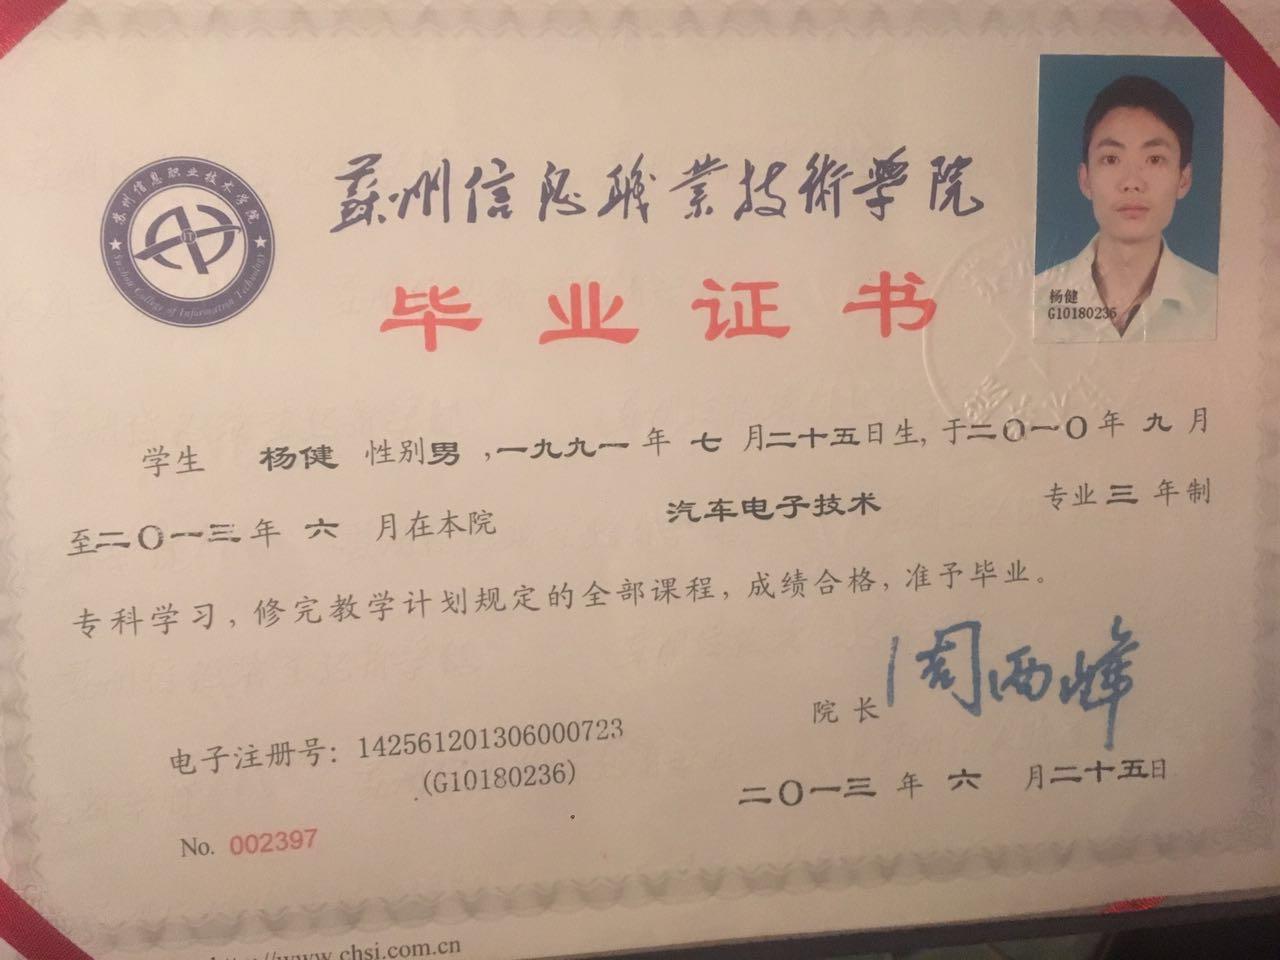 苏州信息职业技术学院
Suzhou College of Information Technology
IT
蘇州信息職業技術学院
毕业证书
杨健
G10180236
学生 杨健 性别男,一九九一年 七 月二十五日生,于二〇一〇年 九 月
至二〇一三年 六 月在本院 汽车电子技术 专业 三 年制
专科学习,修完教学计划规定的全部课程,成绩合格,准予毕业。
院长 周西峰
电子注册号: 142561201306000723
(G10180236)
二〇一三 年 六 月二十五日
No. 002397
http://www.chsi.com.cn